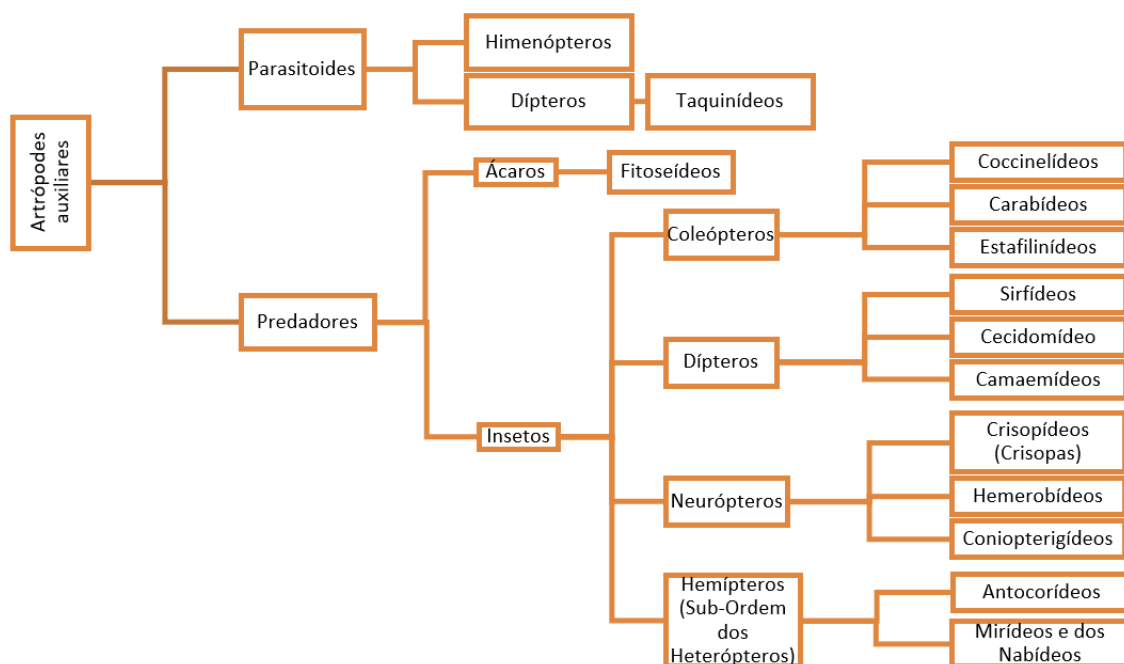 Artrópodes
auxiliares
Parasitoides
Himenópteros
Dípteros
Taquinídeos
Predadores
Ácaros
Fitoseídeos
Insetos
Coleópteros
Coccinelídeos
Carabídeos
Estafilinídeos
Dípteros
Sirfídeos
Cecidomídeo
Camaemídeos
Neurópteros
Crisopídeos
(Crisopas)
Hemerobídeos
Coniopterigídeos
Hemípteros
(Sub-Ordem
dos
Heterópteros)
Antocorídeos
Mirídeos e dos
Nabídeos